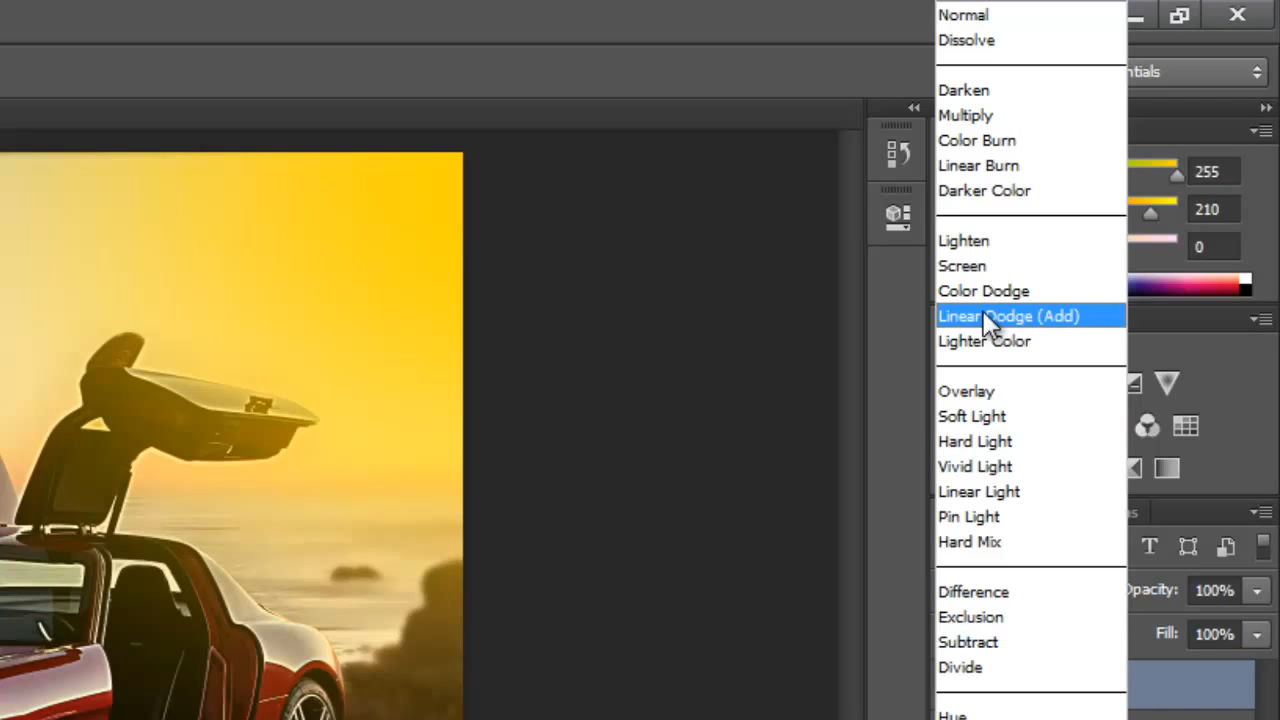 Normal
Dissolve
Darken
Multiply
Color Burn
Linear Burn
Darker Color
Lighten
Screen
Color Dodge
Linear Dodge (Add)
Lighter Color
Overlay
Soft Light
Hard Light
Vivid Light
Linear Light
Pin Light
Hard Mix
Difference
Exclusion
Subtract
Divide
Hue
ntials
255
210
0
ns
T
Opacity: 100%
Fill: 100%